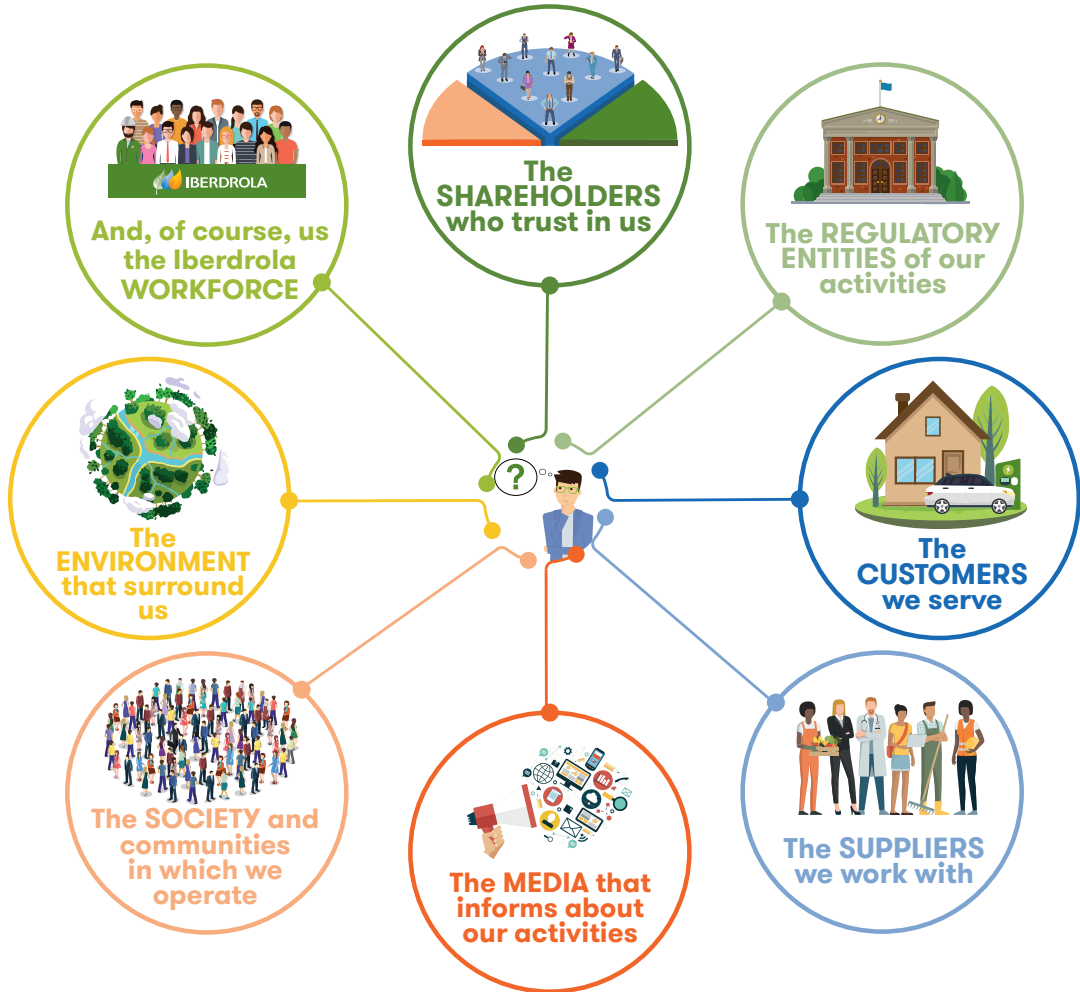 The
SHAREHOLDERS
who trust in us
IBERDROLA
And, of course, us
the Iberdrola
WORKFORCE
The REGULATORY
ENTITIES of our
activities
?
The
ENVIRONMENT
that surround
us
The
CUSTOMERS
we serve
The SOCIETY and
communities
in which we
operate
The MEDIA that
informs about
our activities
The SUPPLIERS
we work with